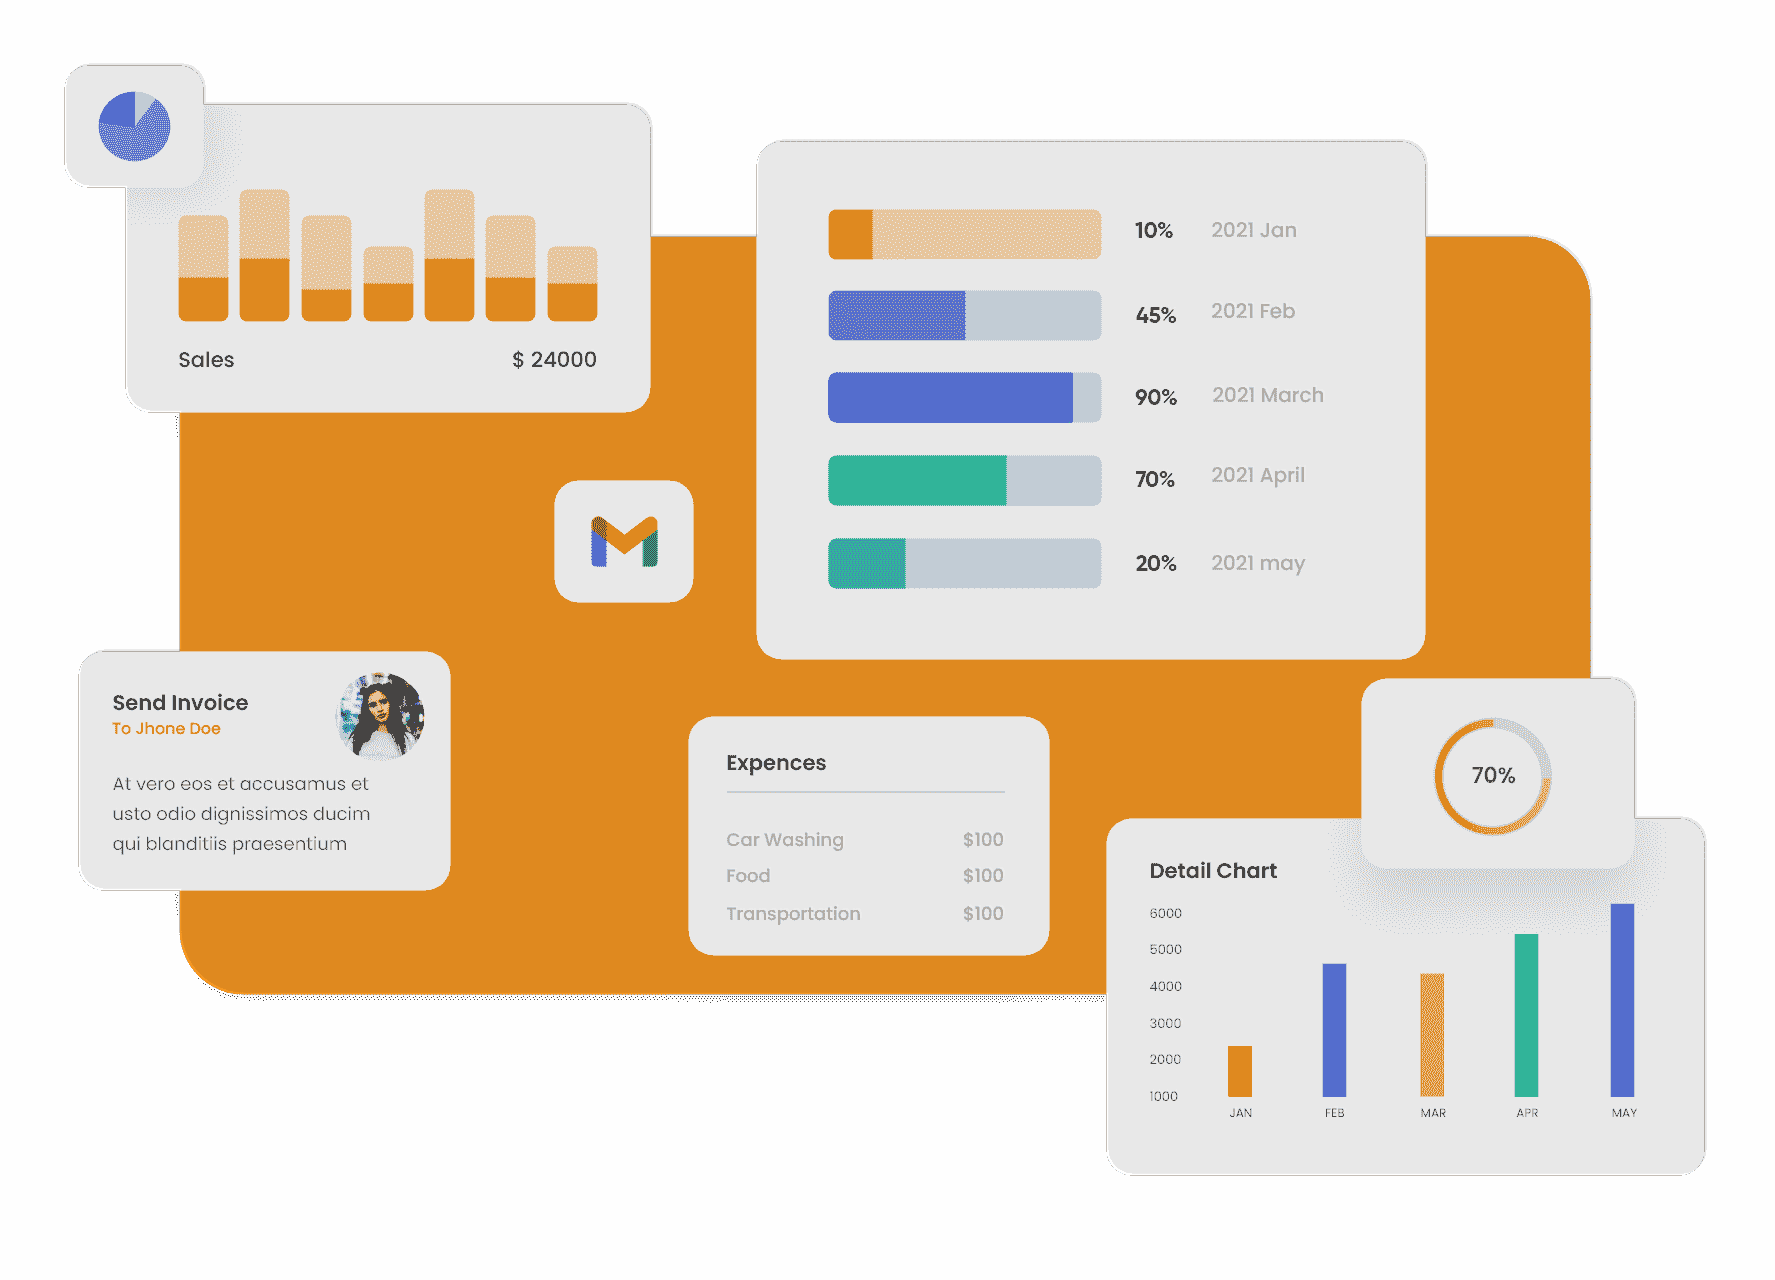 Sales $ 24000
10% 2021 Jan
45% 2021 Feb
90% 2021 March
70% 2021 April
20% 2021 may
Send Invoice
To Jhone Doe
At vero eos et accusamus et
usto odio dignissimos ducim
qui blanditiis praesentium
Expences
Car Washing $100
Food $100
Transportation $100
70%
Detail Chart
6000
5000
4000
3000
2000
1000
JAN FEB MAR APR MAY